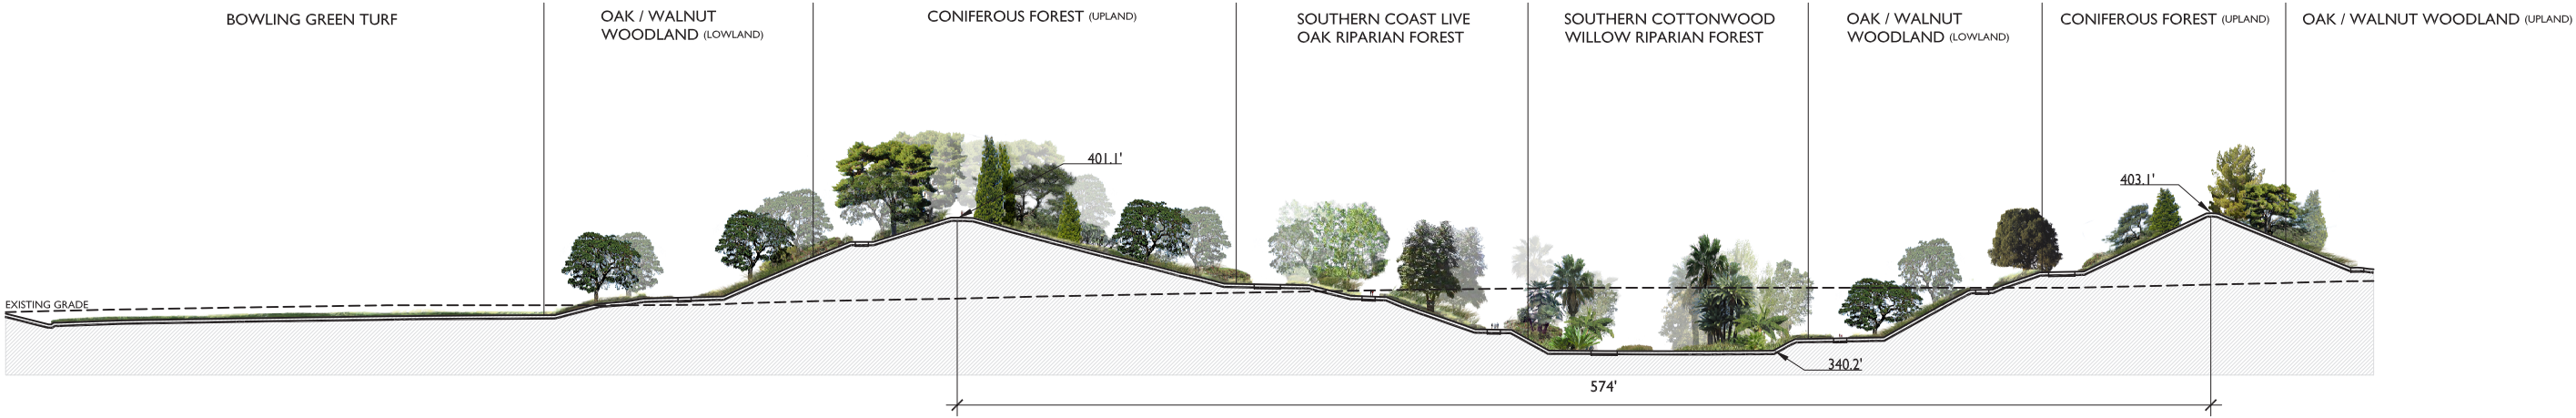 BOWLING GREEN TURF
OAK / WALNUT
WOODLAND (LOWLAND)
CONIFEROUS FOREST (UPLAND)
SOUTHERN COAST LIVE
OAK RIPARIAN FOREST
SOUTHERN COTTONWOOD
WILLOW RIPARIAN FOREST
OAK / WALNUT
WOODLAND (LOWLAND)
CONIFEROUS FOREST (UPLAND)
OAK / WALNUT WOODLAND (UPLAND)
401.1'
403.1'
EXISTING GRADE
340.2'
574'